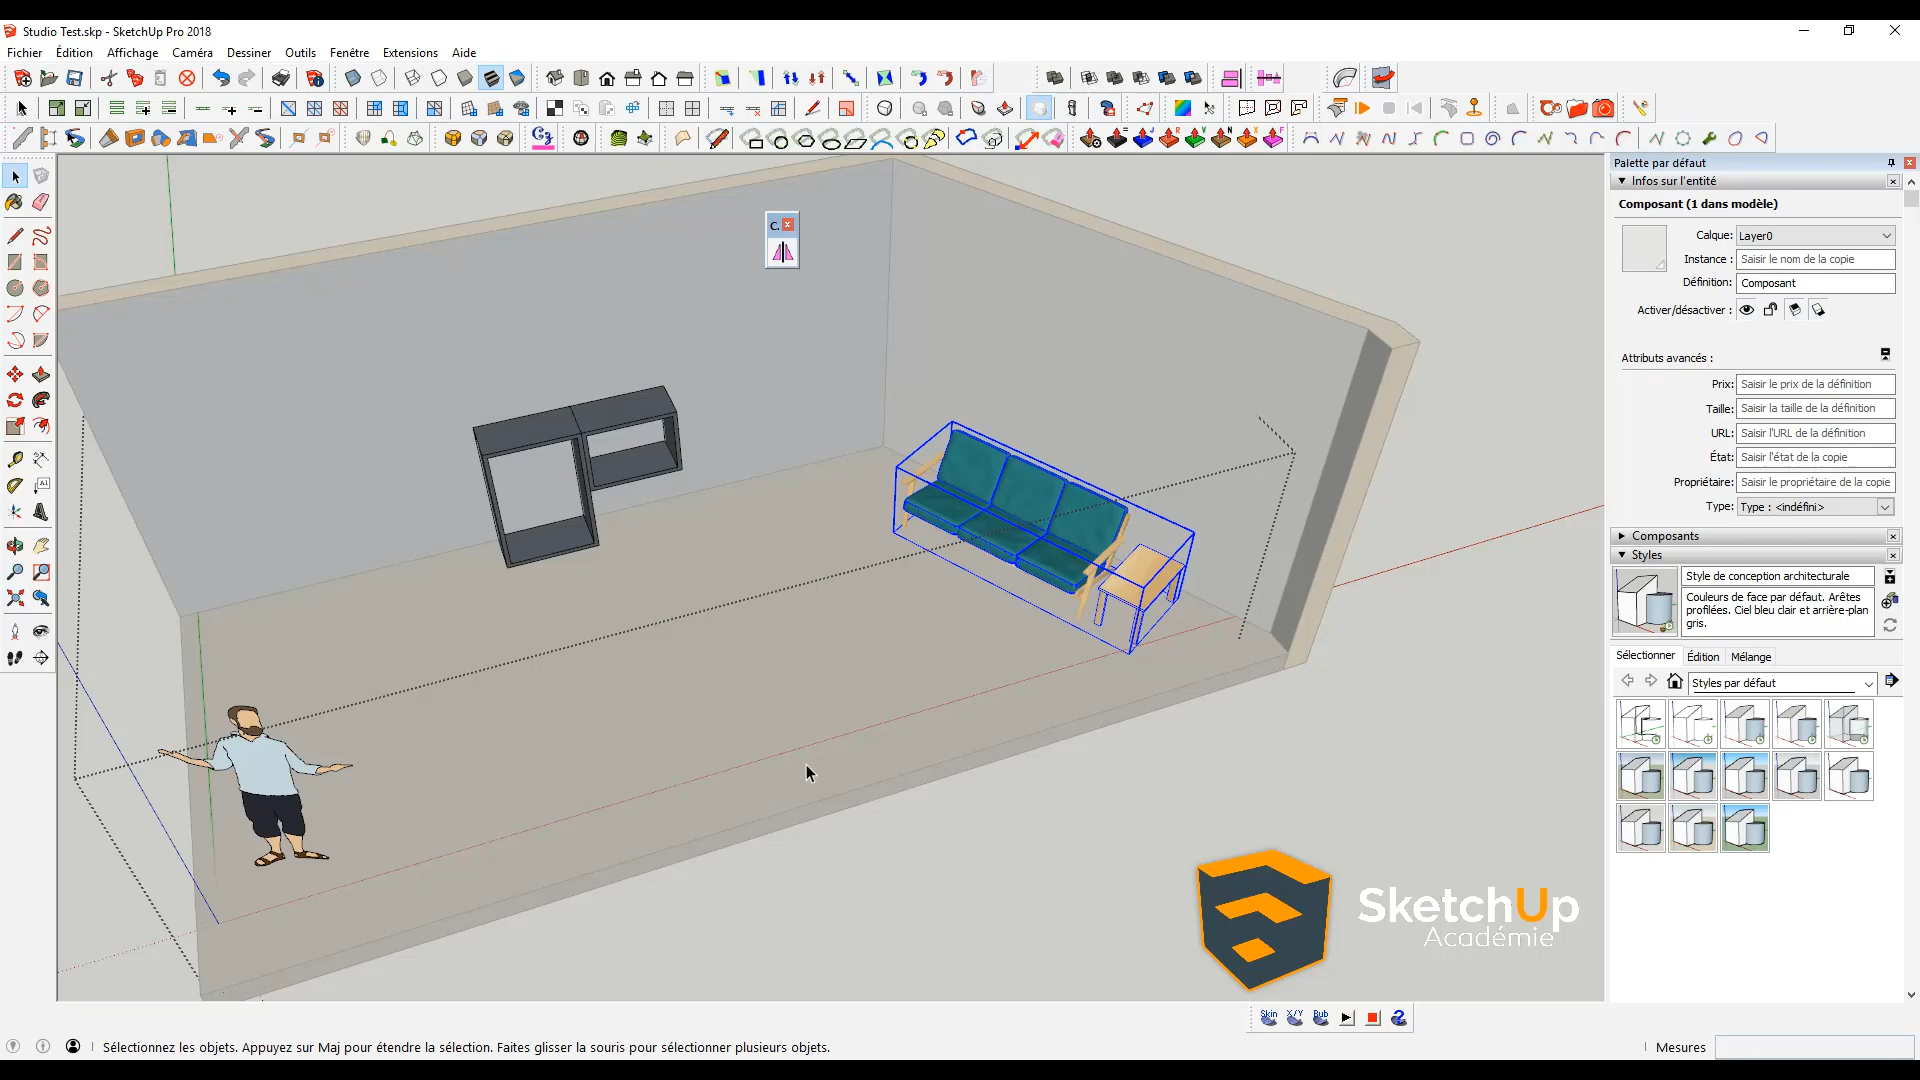 Studio Test.skp - SketchUp Pro 2018
Fichier Édition Affichage Caméra Dessiner Outils Fenêtre Extensions Aide
C.
A1
Palette par défaut
Infos sur l'entité
Composant (1 dans modèle)
Calque: Layer0
Instance : Saisir le nom de la copie
Définition: Composant
Activer/désactiver :
Attributs avancés :
Prix: Saisir le prix de la définition
Taille: Saisir la taille de la définition
URL: Saisir l'URL de la définition
État: Saisir l'état de la copie
Propriétaire: Saisir le propriétaire de la copie
Type: Type : <indéfini>
Composants
Styles
Style de conception architecturale
Couleurs de face par défaut. Arêtes
profilées. Ciel bleu clair et arrière-plan
gris.
Sélectionner Édition Mélange
Styles par défaut
SketchUp
Académie
Skin X/Y Bub
Sélectionnez les objets. Appuyez sur Maj pour étendre la sélection. Faites glisser la souris pour sélectionner plusieurs objets.
Mesures